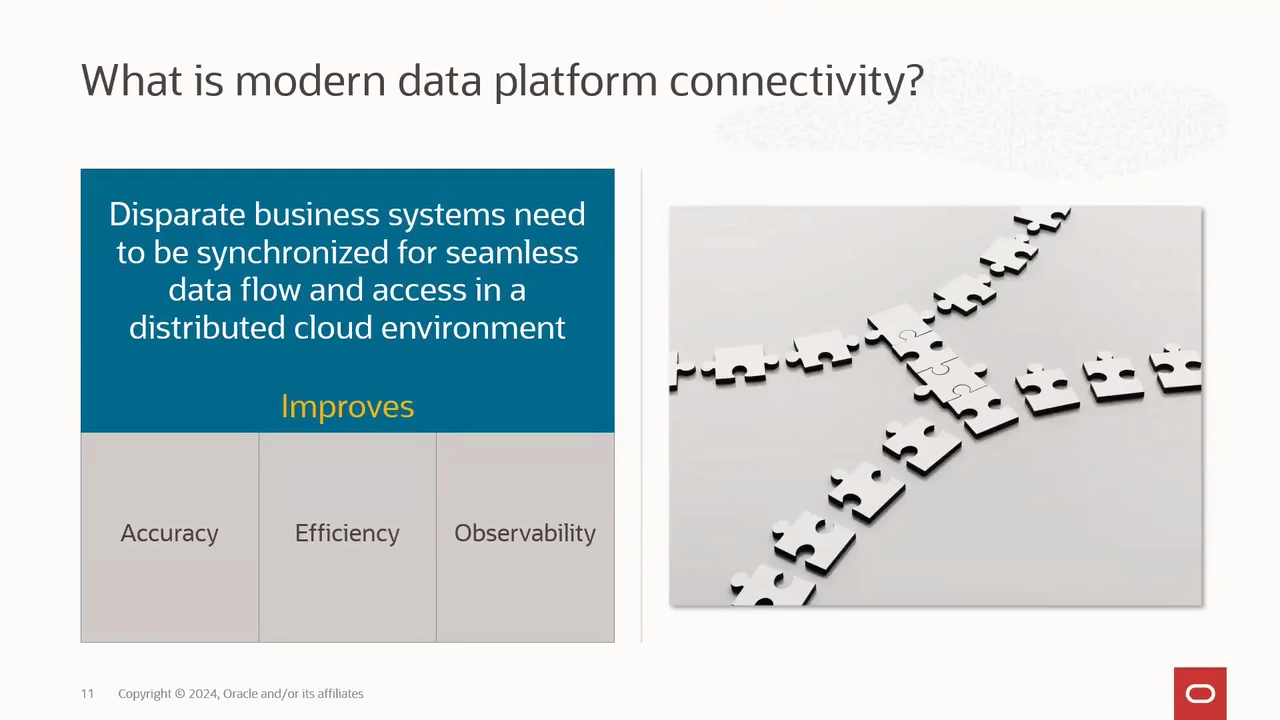 What is modern data platform connectivity?
Disparate business systems need
to be synchronized for seamless
data flow and access in a
distributed cloud environment
Improves
Accuracy
Efficiency
Observability
11
Copyright © 2024, Oracle and/or its affiliates